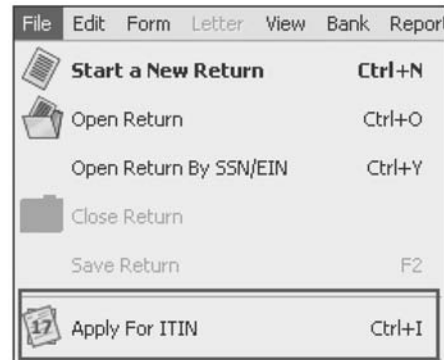 File Edit Form Letter View Bank Report
Start a New Return Ctrl+N
Open Return Ctrl+O
Open Return By SSN/EIN Ctrl+Y
Close Return
Save Return F2
17 Apply For ITIN Ctrl+I